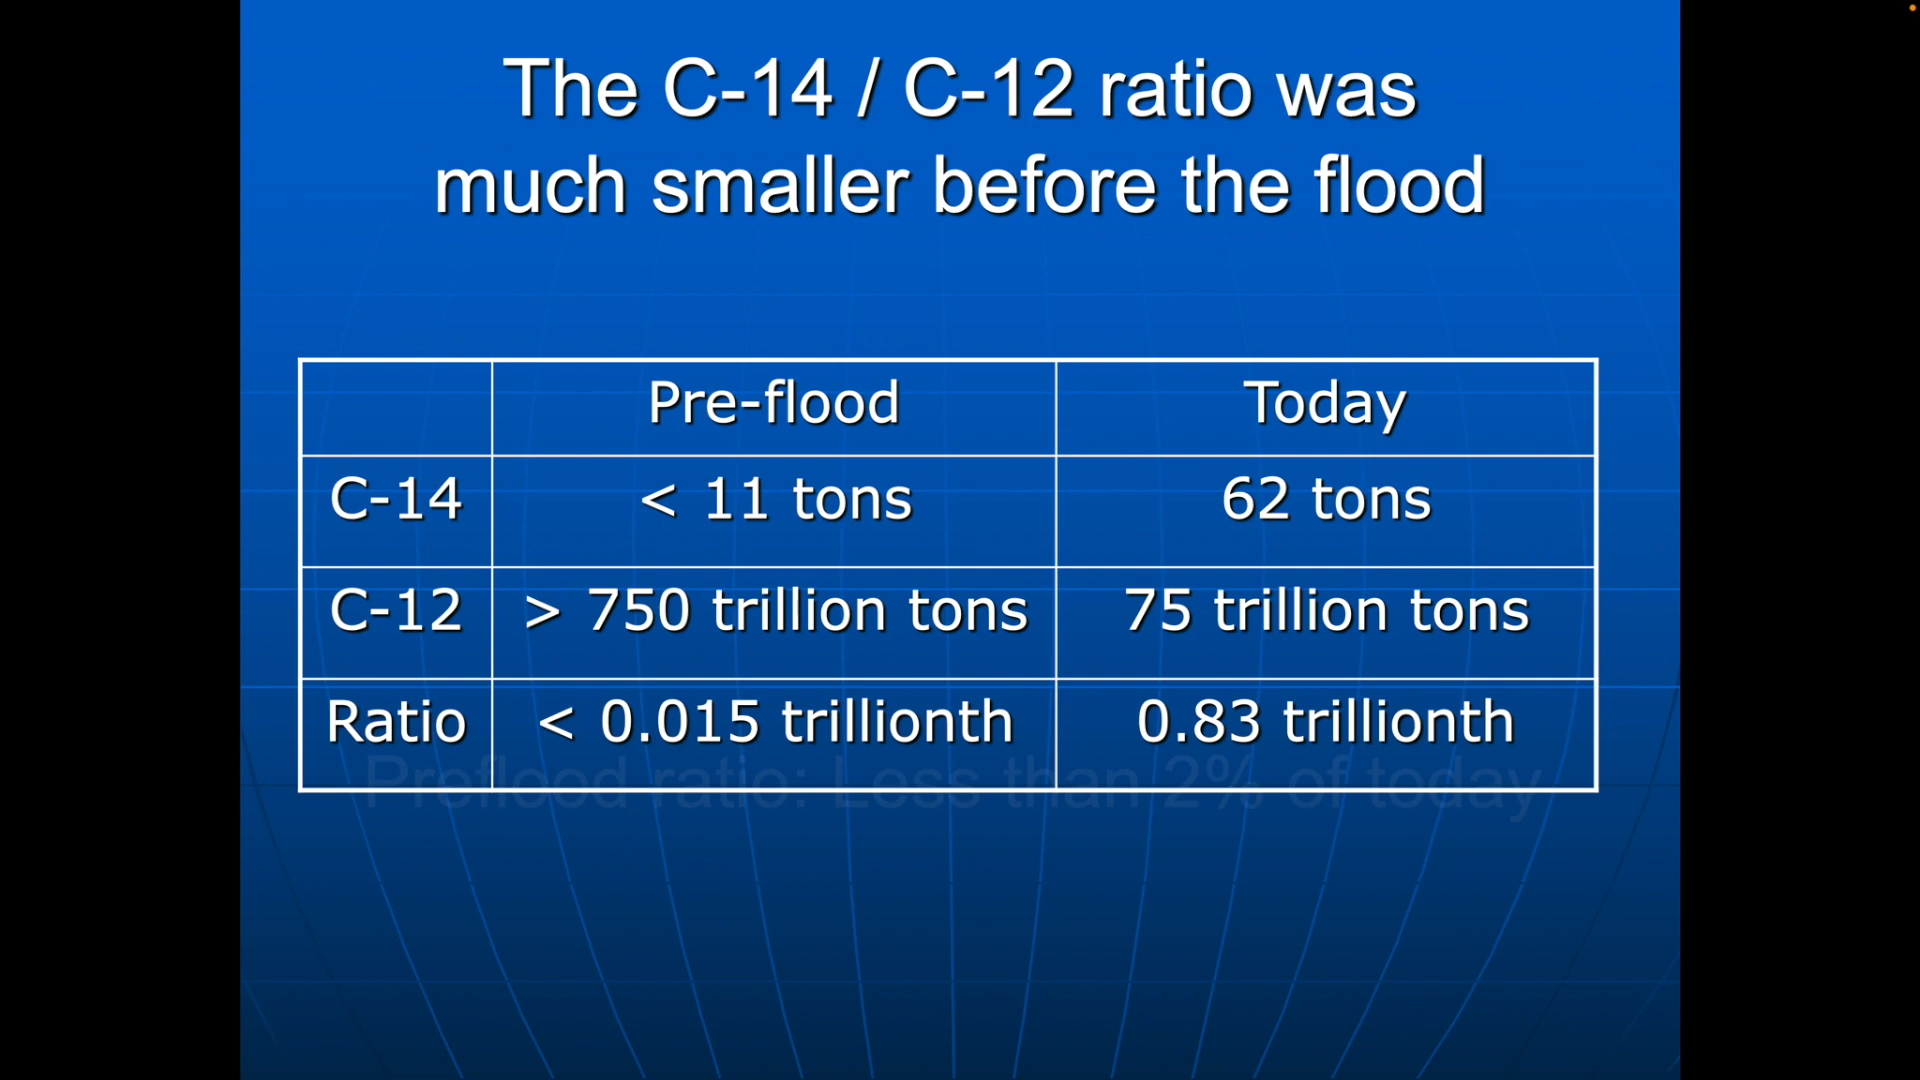 The C-14 / C-12 ratio was
much smaller before the flood
Pre-flood Today
C-14 < 11 tons 62 tons
C-12 > 750 trillion tons 75 trillion tons
Ratio < 0.015 trillionth 0.83 trillionth
Preflood ratio: Less than 2% of today